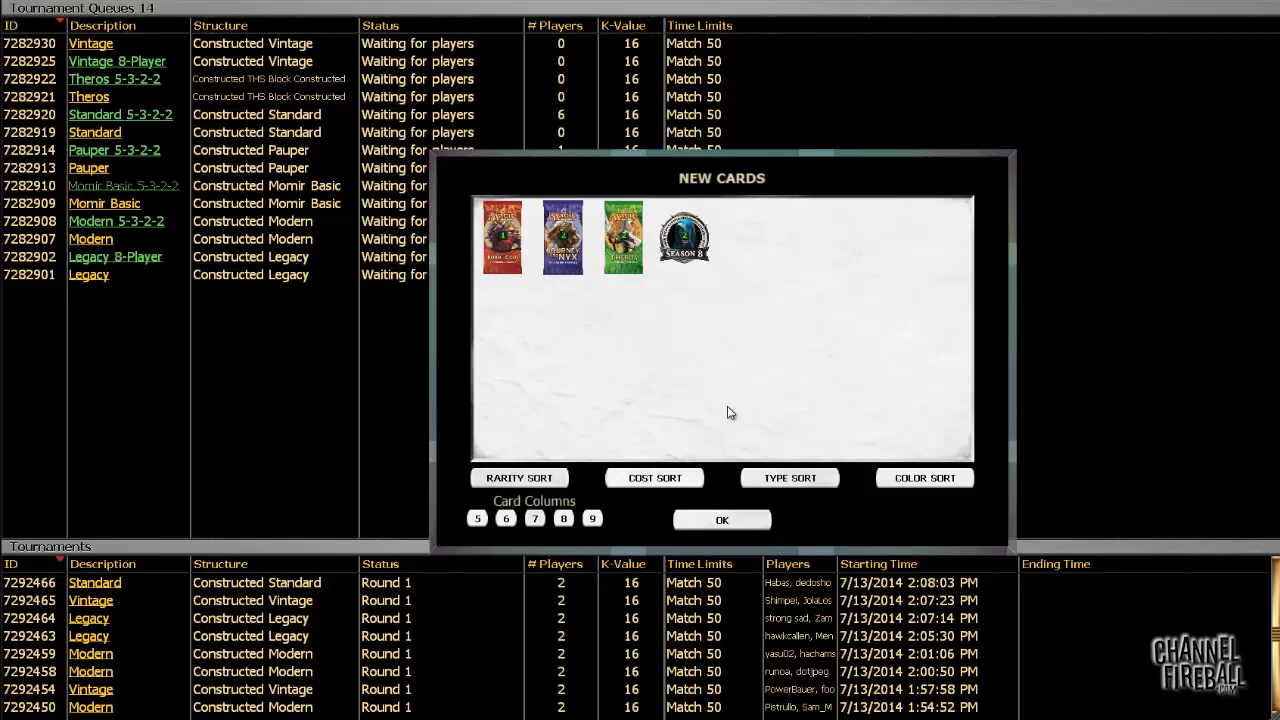 Tournament Queues 14
ID Description Structure Status # Players K-Value Time Limits
7282930 Vintage Constructed Vintage Waiting for players 0 16 Match 50
7282925 Vintage 8-Player Constructed Vintage Waiting for players 0 16 Match 50
7282922 Theros 5-3-2-2 Constructed THS Block Constructed Waiting for players 0 16 Match 50
7282921 Theros Constructed THS Block Constructed Waiting for players 0 16 Match 50
7282920 Standard 5-3-2-2 Constructed Standard Waiting for players 6 16 Match 50
7282919 Standard Constructed Standard Waiting for players 0 16 Match 50
7282914 Pauper 5-3-2-2 Constructed Pauper Waiting for players 1 16 Match 50
7282913 Pauper Constructed Pauper Waiting for
7282910 Momir Basic 5-3-2-2 Constructed Momir Basic Waiting for
7282909 Momir Basic Constructed Momir Basic Waiting for
7282908 Modern 5-3-2-2 Constructed Modern Waiting for
7282907 Modern Constructed Modern Waiting for
7282902 Legacy 8-Player Constructed Legacy Waiting for
7282901 Legacy Constructed Legacy Waiting for
NEW CARDS
MAGIC MAGIC MAGIC
1 2 2 2
BORN GODS JOURNEY NYX THEROS SEASON 8
RARITY SORT COST SORT TYPE SORT COLOR SORT
Card Columns
5 6 7 8 9 OK
Tournaments
ID Description Structure Status # Players K-Value Time Limits Players Starting Time Ending Time
7292466 Standard Constructed Standard Round 1 2 16 Match 50 Habas, dedosho 7/13/2014 2:08:03 PM
7292465 Vintage Constructed Vintage Round 1 2 16 Match 50 Shimpei, JolaLos 7/13/2014 2:07:23 PM
7292464 Legacy Constructed Legacy Round 1 2 16 Match 50 strong sad, Zam 7/13/2014 2:07:14 PM
7292463 Legacy Constructed Legacy Round 1 2 16 Match 50 hawkcallen, Men 7/13/2014 2:05:30 PM
7292459 Modern Constructed Modern Round 1 2 16 Match 50 yasu02, hachams 7/13/2014 2:01:06 PM
7292458 Modern Constructed Modern Round 1 2 16 Match 50 runoa, dotjpeg 7/13/2014 2:00:50 PM
7292454 Vintage Constructed Vintage Round 1 2 16 Match 50 PowerBauer, foo 7/13/2014 1:57:58 PM
7292450 Modern Constructed Modern Round 1 2 16 Match 50 Pistrullo, Sam_M 7/13/2014 1:54:52 PM
CHANNEL
FIREBALL
.COM